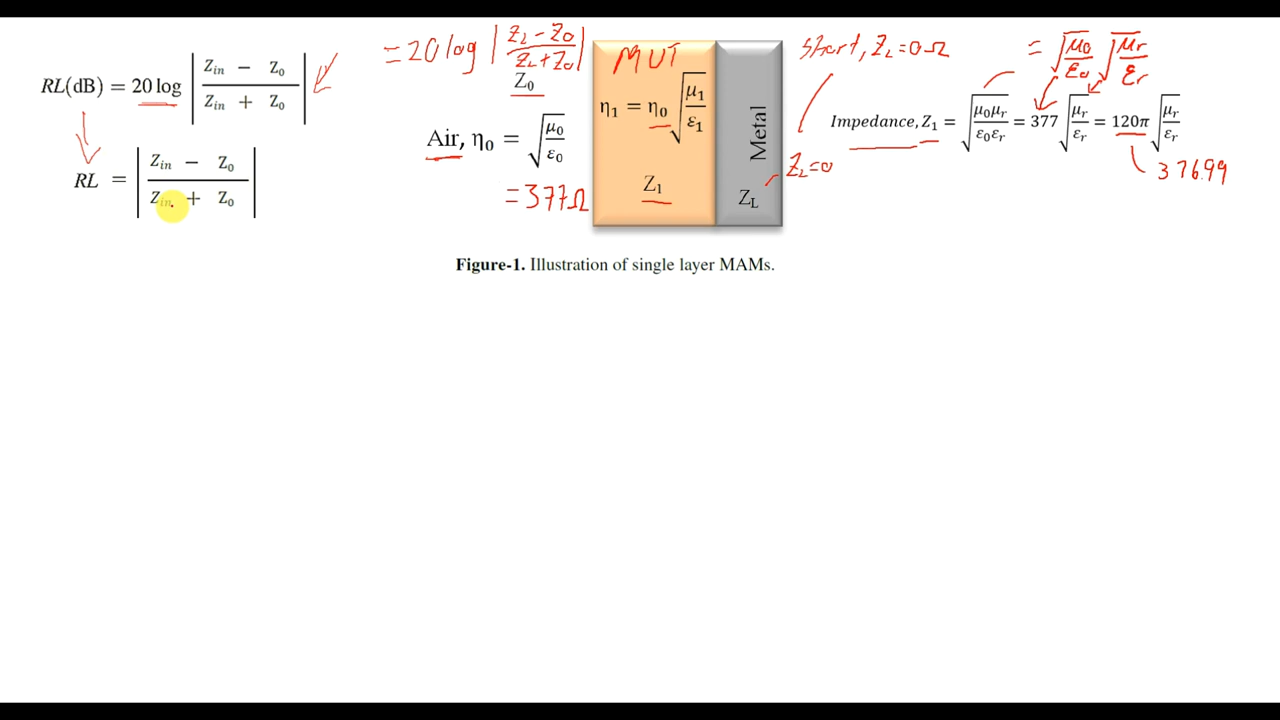 RL(dB) = 20 log | (Z_in − Z_0) / (Z_in + Z_0) |
RL = | (Z_in − Z_0) / (Z_in + Z_0) |
= 20 log | (Z_L − Z_0) / (Z_L + Z_0) |
Z_0
Air, η_0 = √(μ_0/ε_0)
= 377Ω
MUT
η_1 = η_0 √(μ_1/ε_1)
Z_1
Metal
Z_L
Short, Z_L = 0Ω
Z_L = 0
= √(μ_0/ε_0) √(μ_r/ε_r)
Impedance, Z_1 = √(μ_0μ_r/ε_0ε_r) = 377 √(μ_r/ε_r) = 120π √(μ_r/ε_r)
376.99
Figure-1. Illustration of single layer MAMs.